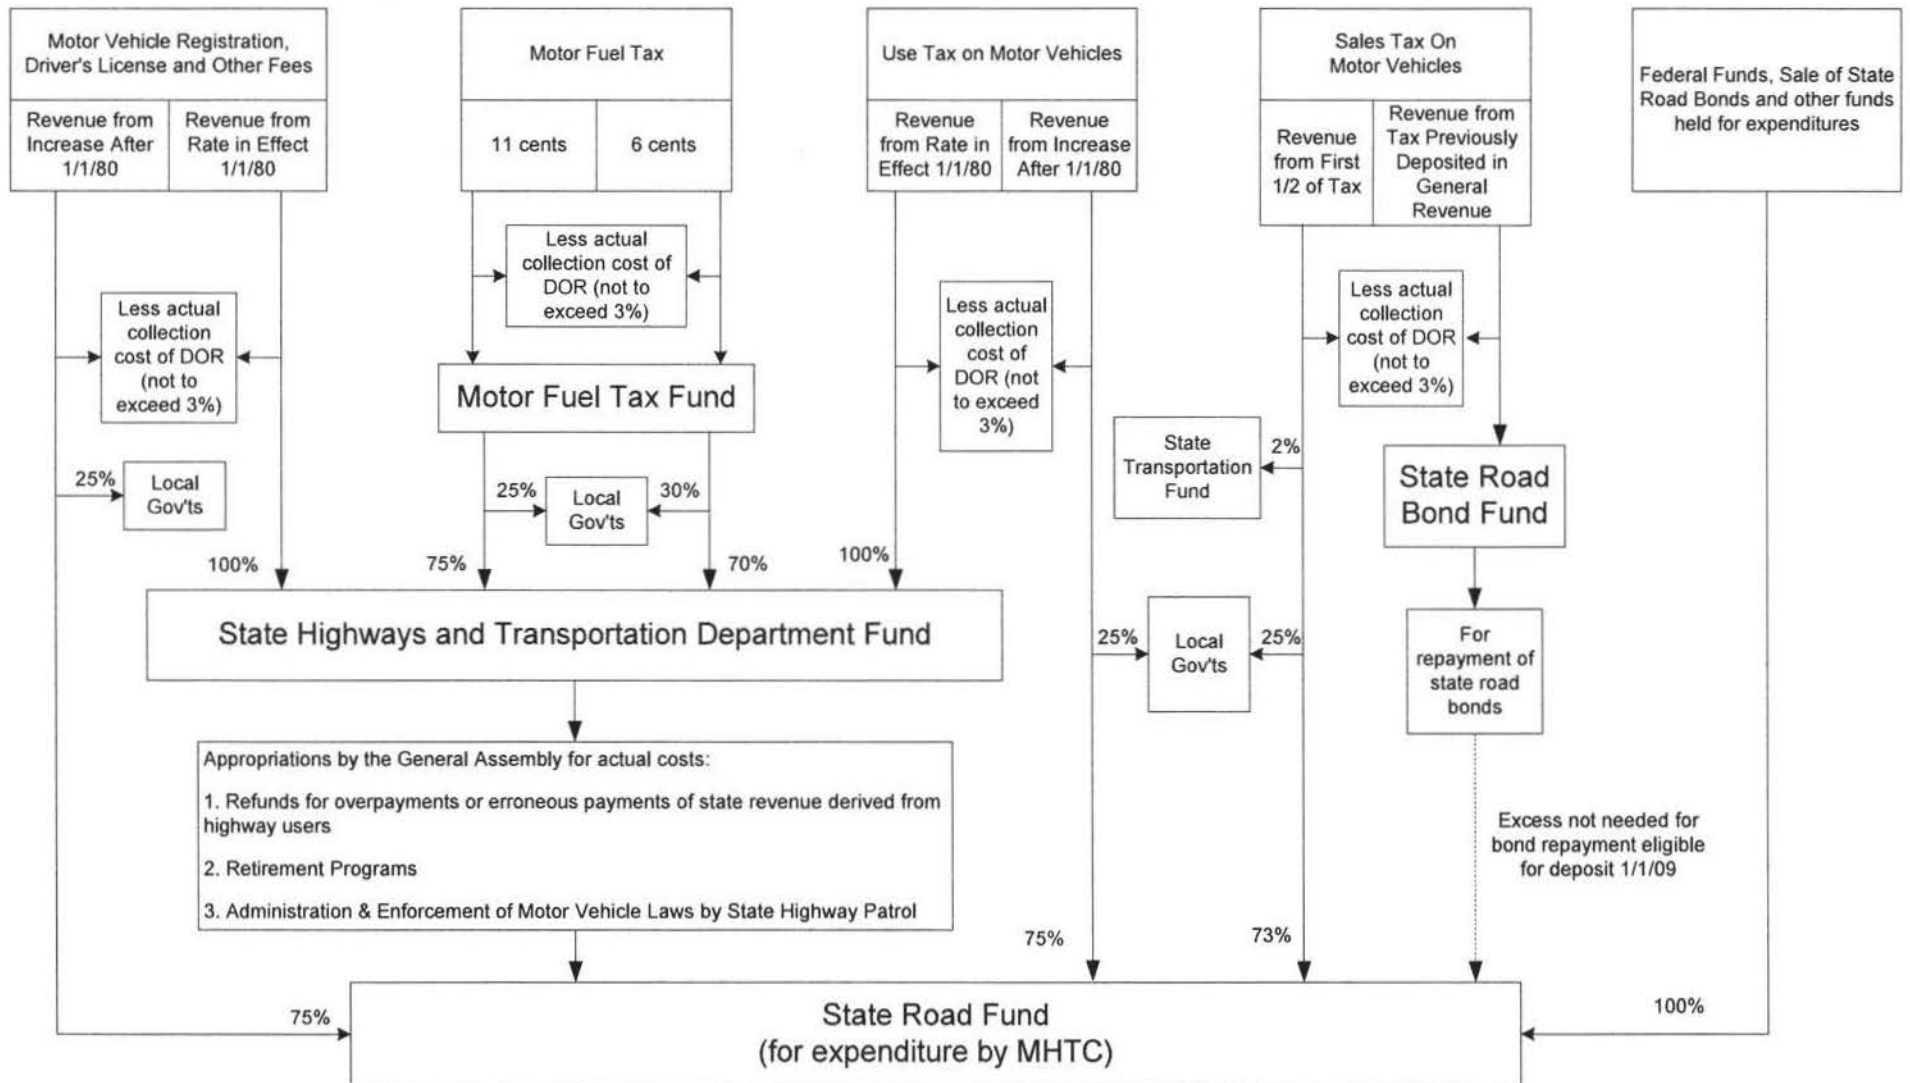 Motor Vehicle Registration,
Driver's License and Other Fees
Revenue from
Increase After
1/1/80
Revenue from
Rate in Effect
1/1/80
Motor Fuel Tax
11 cents
6 cents
Use Tax on Motor Vehicles
Revenue
from Rate in
Effect 1/1/80
Revenue
from Increase
After 1/1/80
Sales Tax On
Motor Vehicles
Revenue
from First
1/2 of Tax
Revenue from
Tax Previously
Deposited in
General
Revenue
Federal Funds, Sale of State
Road Bonds and other funds
held for expenditures
Less actual
collection
cost of DOR
(not to
exceed 3%)
Less actual
collection cost of
DOR (not to
exceed 3%)
Less actual
collection
cost of
DOR (not
to exceed
3%)
Less actual
collection
cost of DOR
(not to
exceed 3%)
Motor Fuel Tax Fund
State
Transportation
Fund
2%
State Road
Bond Fund
25%
Local
Gov'ts
25%
Local
Gov'ts
30%
100%
75%
70%
100%
State Highways and Transportation Department Fund
25%
Local
Gov'ts
25%
For
repayment of
state road
bonds
Appropriations by the General Assembly for actual costs:
1. Refunds for overpayments or erroneous payments of state revenue derived from
highway users
2. Retirement Programs
3. Administration & Enforcement of Motor Vehicle Laws by State Highway Patrol
Excess not needed for
bond repayment eligible
for deposit 1/1/09
75%
73%
75%
State Road Fund
(for expenditure by MHTC)
100%